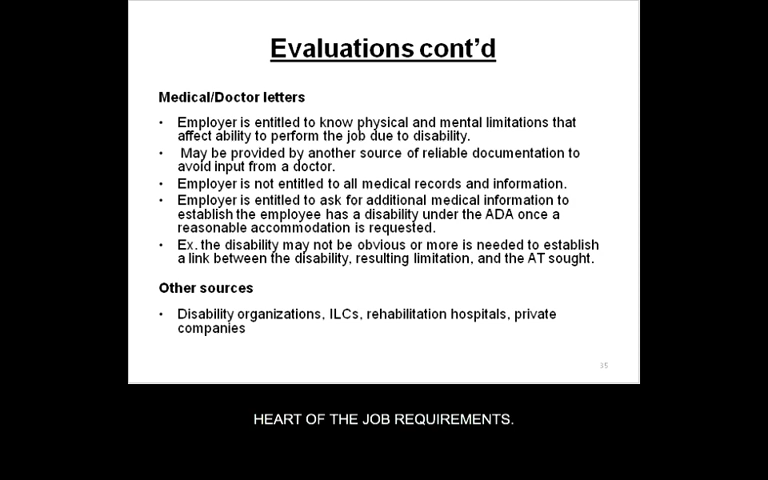 Evaluations cont'd
Medical/Doctor letters
• Employer is entitled to know physical and mental limitations that
affect ability to perform the job due to disability.
• May be provided by another source of reliable documentation to
avoid input from a doctor.
• Employer is not entitled to all medical records and information.
• Employer is entitled to ask for additional medical information to
establish the employee has a disability under the ADA once a
reasonable accommodation is requested.
• Ex. the disability may not be obvious or more is needed to establish
a link between the disability, resulting limitation, and the AT sought.
Other sources
• Disability organizations, ILCs, rehabilitation hospitals, private
companies
35
HEART OF THE JOB REQUIREMENTS.